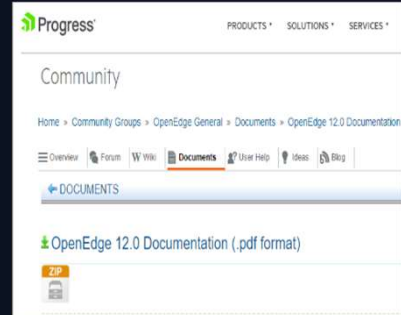 Progress
PRODUCTS SOLUTIONS SERVICES
Community
Home » Community Groups » OpenEdge General » Documents » OpenEdge 12.0 Documentation
Overview Forum W Wiki Documents User Help Ideas Blog
DOCUMENTS
OpenEdge 12.0 Documentation (.pdf format)
ZIP